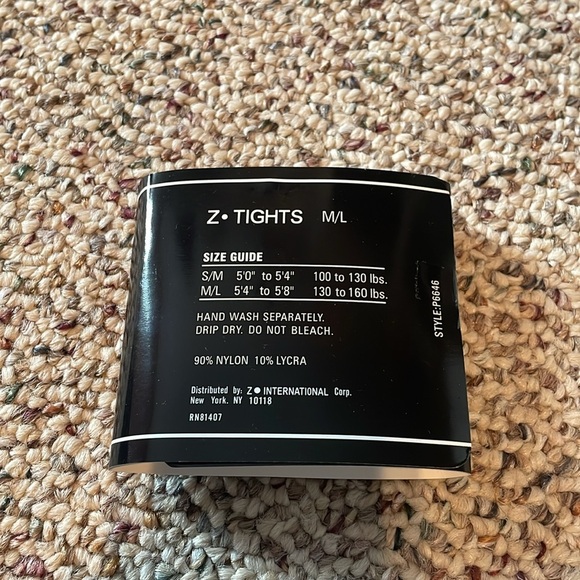 Z• TIGHTS M/L
SIZE GUIDE
S/M 5'0" to 5'4" 100 to 130 lbs.
M/L 5'4" to 5'8" 130 to 160 lbs.
HAND WASH SEPARATELY.
DRIP DRY. DO NOT BLEACH.
90% NYLON 10% LYCRA
Distributed by: Z• INTERNATIONAL Corp.
New York. NY 10118
RN81407
STYLE:P6646